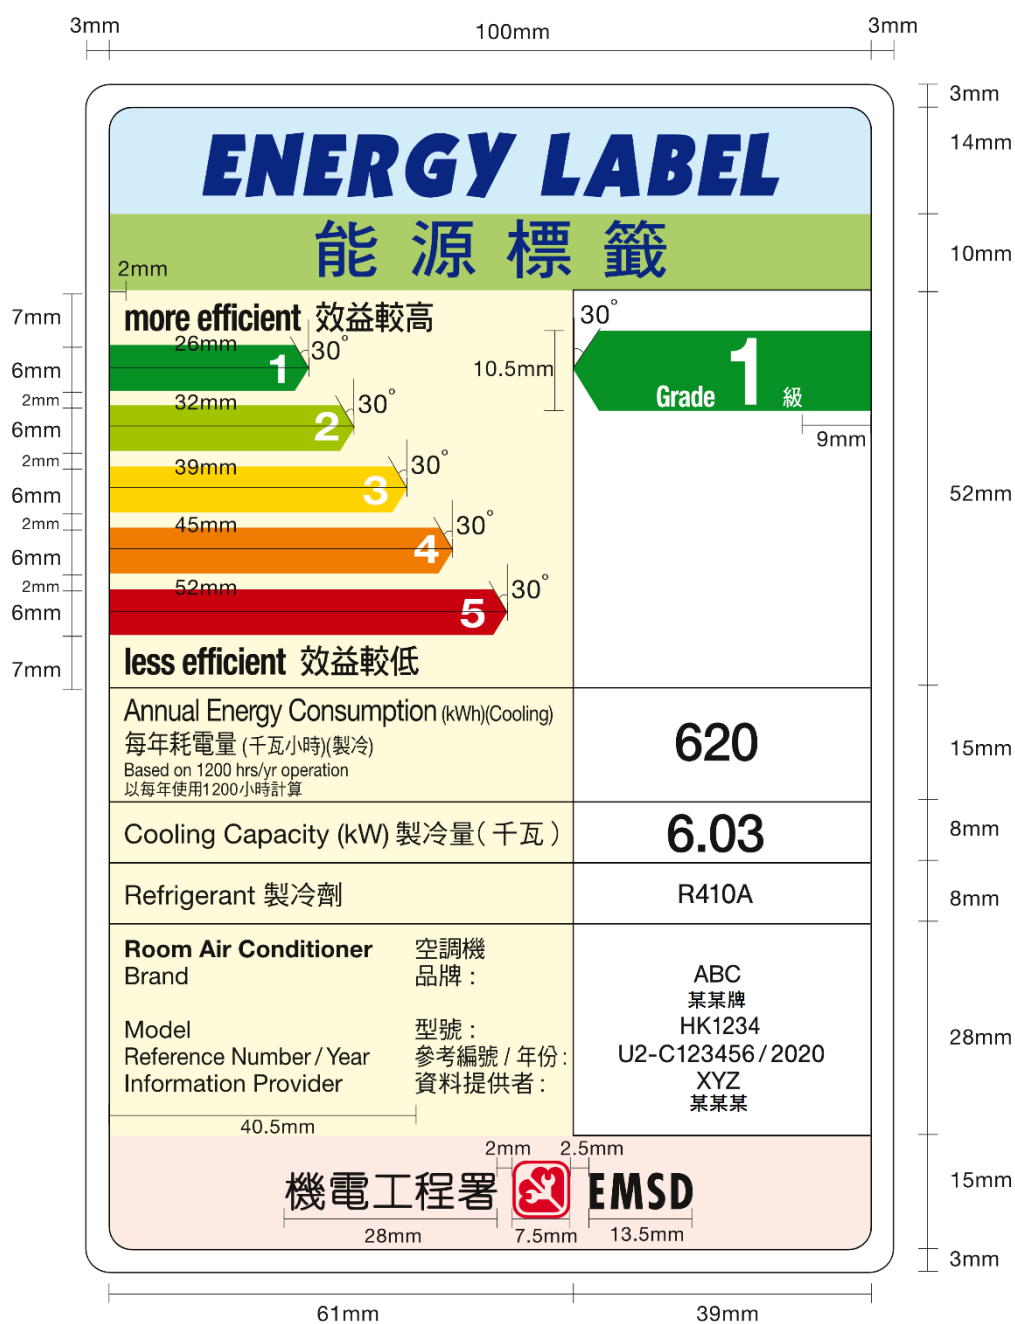 3mm 100mm 3mm
3mm
ENERGY LABEL
14mm
能源標籤
10mm
2mm
7mm
more efficient 效益較高
30°
26mm
1
30°
10.5mm
6mm
Grade 1 級
2mm
32mm
2
30°
6mm
9mm
2mm
39mm
3
30°
6mm
52mm
2mm
45mm
4
30°
6mm
2mm
52mm
5
30°
6mm
less efficient 效益較低
7mm
Annual Energy Consumption (kWh)(Cooling)
每年耗電量 (千瓦小時)(製冷)
Based on 1200 hrs/yr operation
以每年使用1200小時計算
620
15mm
Cooling Capacity (kW) 製冷量(千瓦)
6.03
8mm
Refrigerant 製冷劑
R410A
8mm
Room Air Conditioner 空調機
Brand 品牌 :
ABC
某某牌
Model 型號 :
HK1234
28mm
Reference Number / Year 參考編號 / 年份 :
U2-C123456 / 2020
Information Provider 資料提供者 :
XYZ
某某某
40.5mm
2mm 2.5mm
機電工程署 EMSD
15mm
28mm 7.5mm 13.5mm
3mm
61mm 39mm